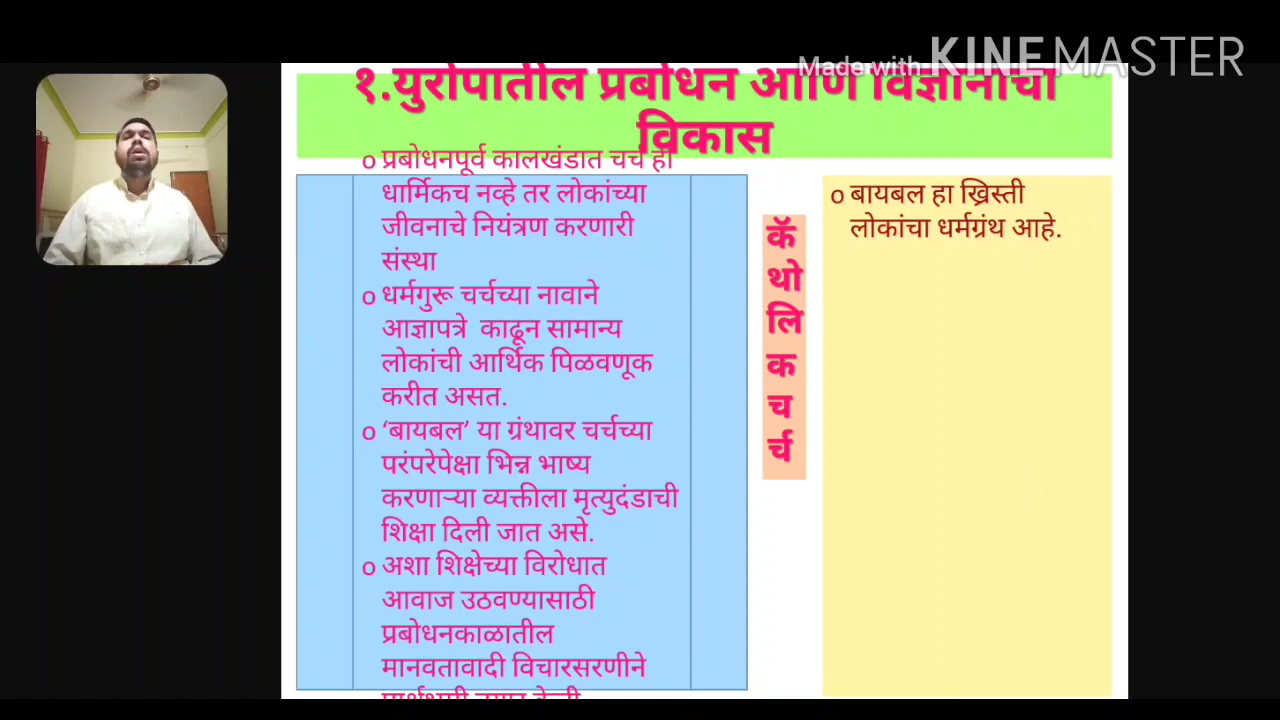 Made with KINEMASTER
१.युरोपातील प्रबोधन आणि विज्ञानाचा
विकास
o प्रबोधनपूर्व कालखंडात चर्च ही
धार्मिकच नव्हे तर लोकांच्या
जीवनाचे नियंत्रण करणारी
संस्था
o धर्मगुरू चर्चच्या नावाने
आज्ञापत्रे काढून सामान्य
लोकांची आर्थिक पिळवणूक
करीत असत.
o ‘बायबल’ या ग्रंथावर चर्चच्या
परंपरेपेक्षा भिन्न भाष्य
करणाऱ्या व्यक्तीला मृत्युदंडाची
शिक्षा दिली जात असे.
o अशा शिक्षेच्या विरोधात
आवाज उठवण्यासाठी
प्रबोधनकाळातील
मानवतावादी विचारसरणीने
कॅ
थो
लि
क
च
र्च
o बायबल हा ख्रिस्ती
लोकांचा धर्मग्रंथ आहे.